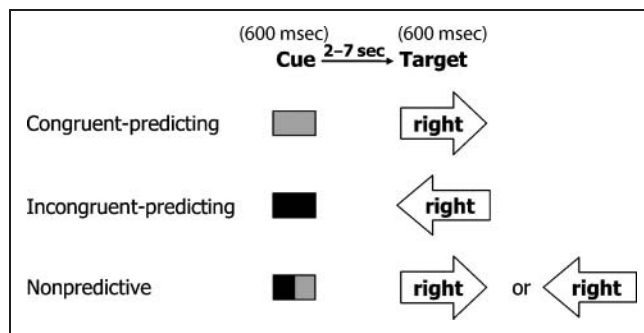 (600 msec) (600 msec)
Cue 2–7 sec Target
Congruent-predicting right
Incongruent-predicting right
Nonpredictive right or right